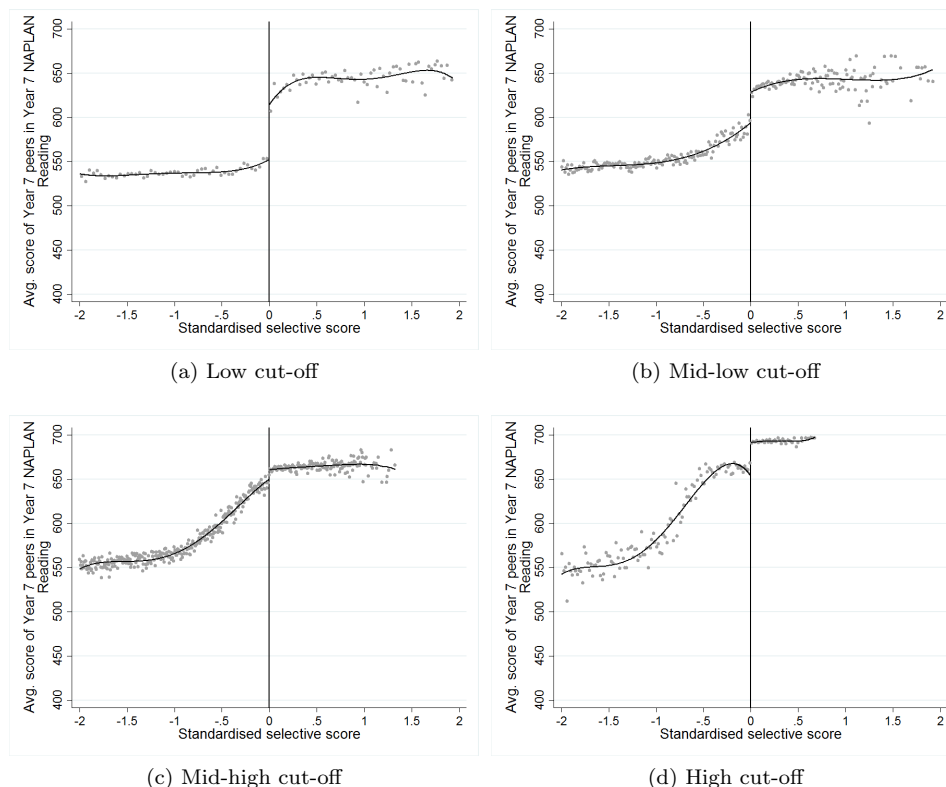 Avg. score of Year 7 peers in Year 7 NAPLAN
Reading
700
650
600
550
500
450
400
-2 -1.5 -1 -.5 0 .5 1 1.5 2
Standardised selective score
(a) Low cut-off
Avg. score of Year 7 peers in Year 7 NAPLAN
Reading
700
650
600
550
500
450
400
-2 -1.5 -1 -.5 0 .5 1 1.5 2
Standardised selective score
(b) Mid-low cut-off
Avg. score of Year 7 peers in Year 7 NAPLAN
Reading
700
650
600
550
500
450
400
-2 -1.5 -1 -.5 0 .5 1 1.5 2
Standardised selective score
(c) Mid-high cut-off
Avg. score of Year 7 peers in Year 7 NAPLAN
Reading
700
650
600
550
500
450
400
-2 -1.5 -1 -.5 0 .5 1 1.5 2
Standardised selective score
(d) High cut-off